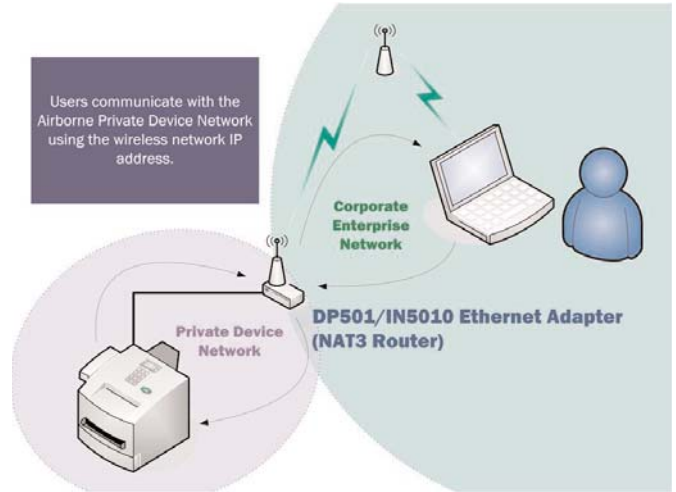 Users communicate with the
Airborne Private Device Network
using the wireless network IP
address.
Corporate
Enterprise
Network
DP501/IN5010 Ethernet Adapter
(NAT3 Router)
Private Device
Network